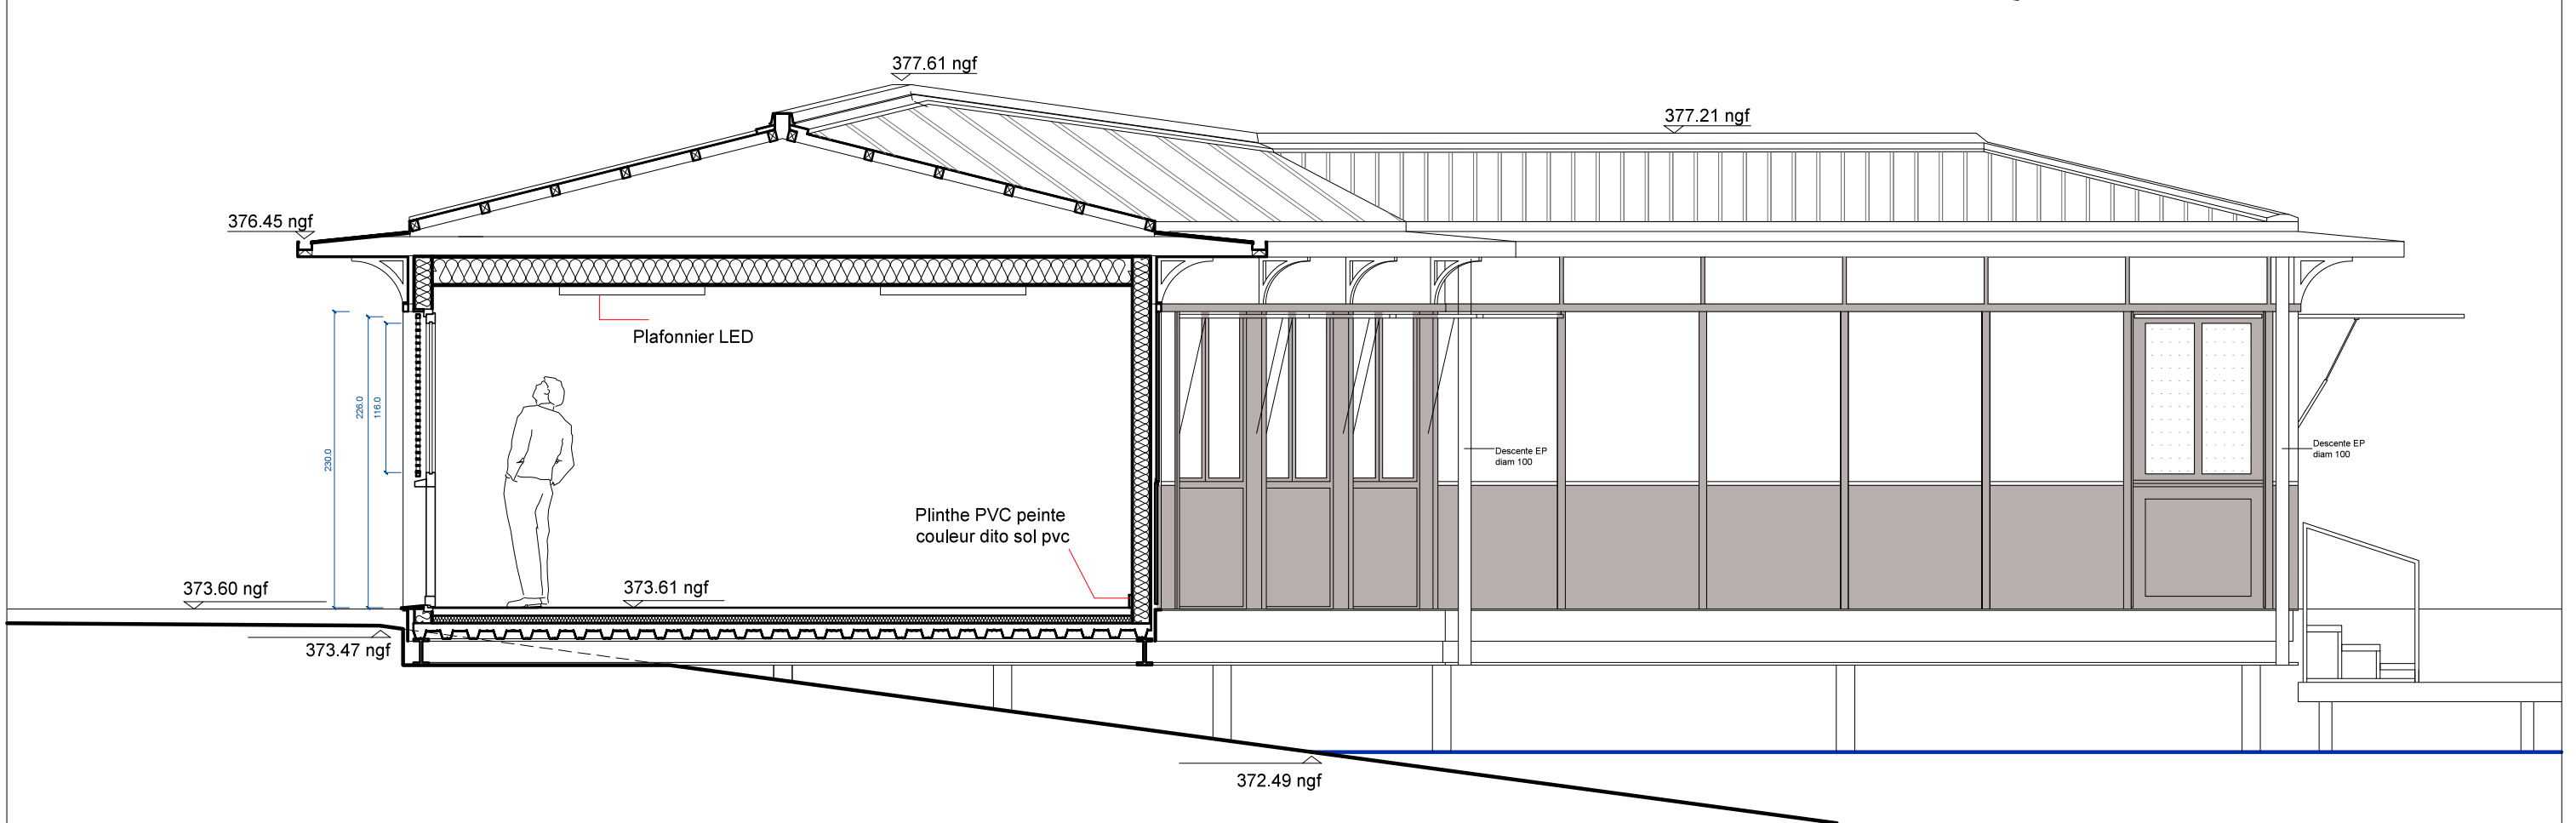 377.61 ngf
377.21 ngf
376.45 ngf
Plafonnier LED
230.0
226.0
116.0
Descente EP
diam 100
Descente EP
diam 100
Plinthe PVC peinte
couleur dito sol pvc
373.60 ngf
373.61 ngf
373.47 ngf
372.49 ngf